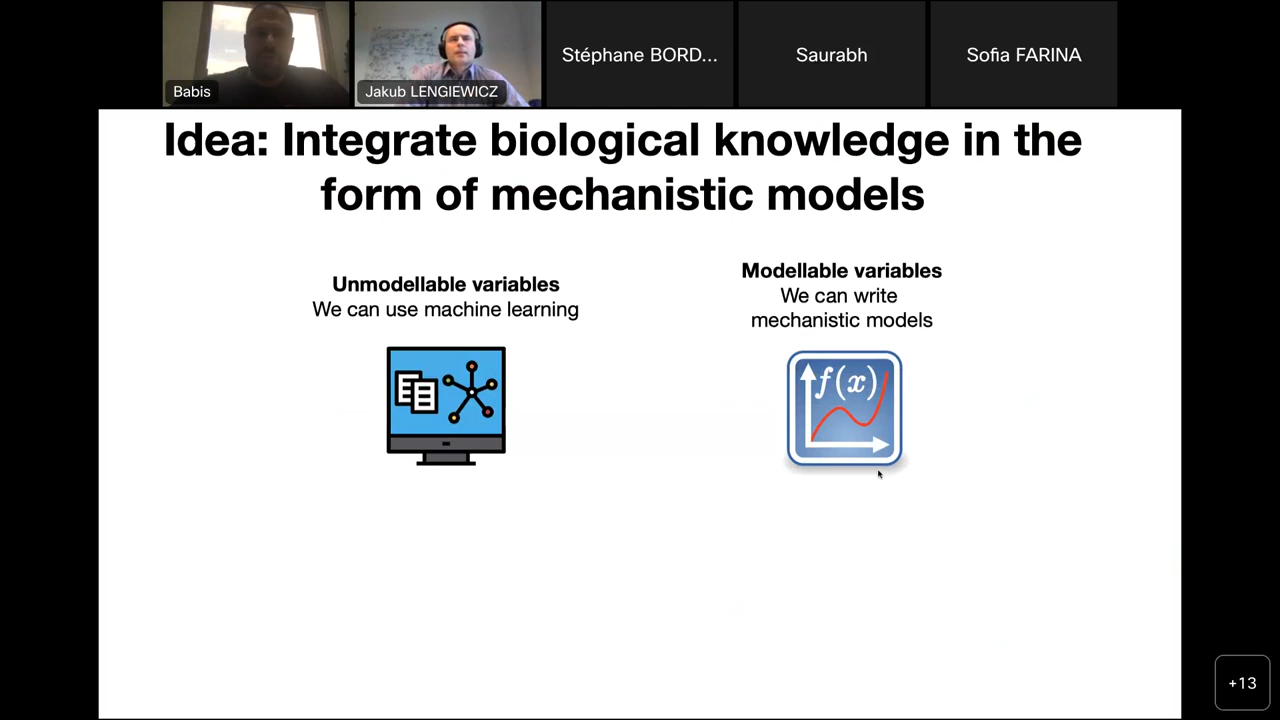 Babis
Jakub LENGIEWICZ
Stéphane BORD...
Saurabh
Sofia FARINA
Idea: Integrate biological knowledge in the
form of mechanistic models
Unmodellable variables
We can use machine learning
Modellable variables
We can write
mechanistic models
f(x)
+13